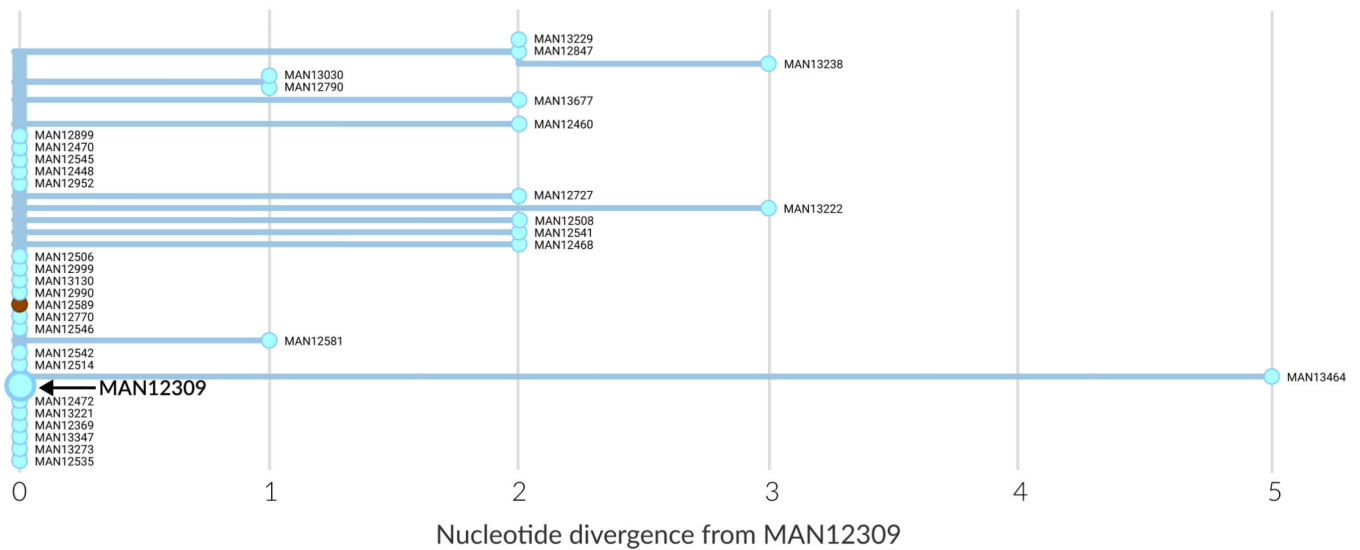 MAN13229
MAN12847
MAN13238
MAN13030
MAN12790
MAN13677
MAN12460
MAN12899
MAN12470
MAN12545
MAN12448
MAN12952
MAN12727
MAN13222
MAN12508
MAN12541
MAN12468
MAN12506
MAN12999
MAN13130
MAN12990
MAN12589
MAN12770
MAN12546
MAN12581
MAN12542
MAN12514
MAN13464
MAN12309
MAN12472
MAN13221
MAN12369
MAN13347
MAN13273
MAN12535
0 1 2 3 4 5
Nucleotide divergence from MAN12309